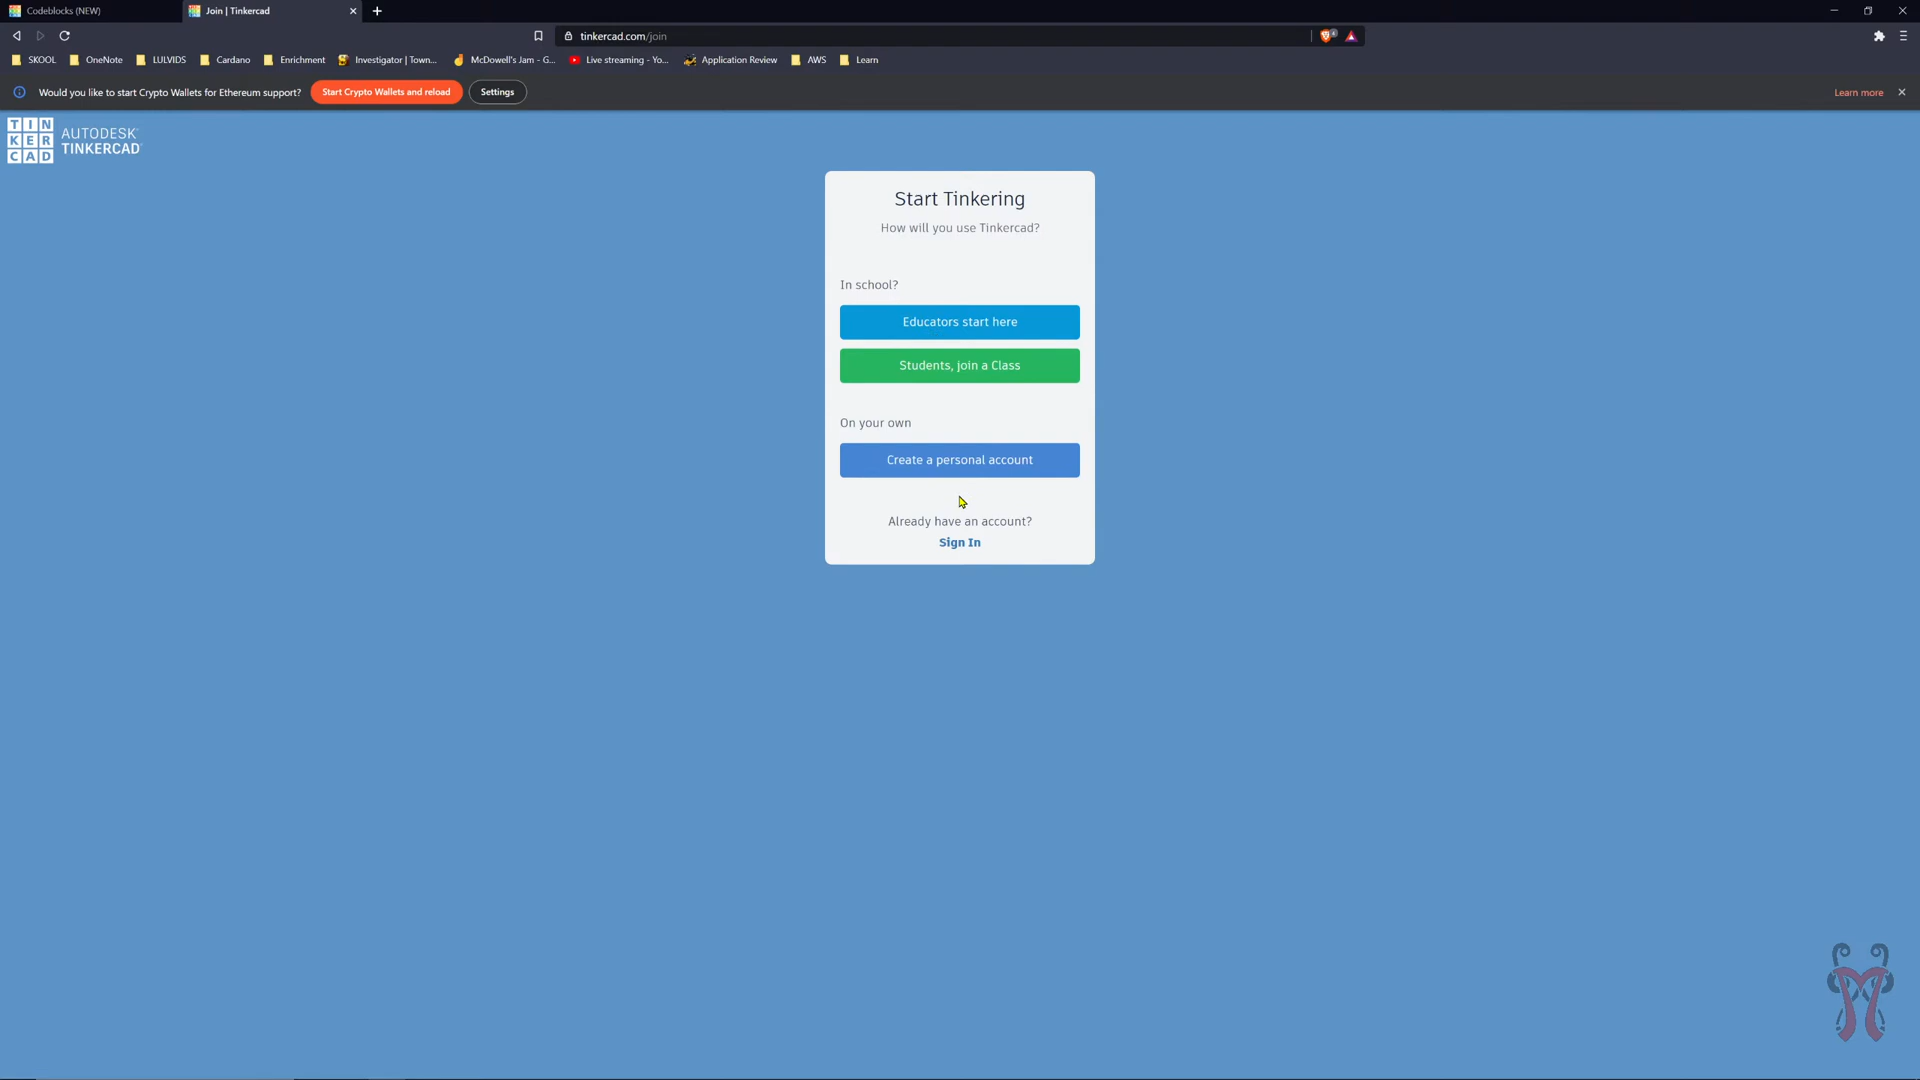 Codeblocks (NEW)
Join | Tinkercad
tinkercad.com/join
SKOOL
OneNote
LULVIDS
Cardano
Enrichment
Investigator | Town...
McDowell's Jam - G...
Live streaming - Yo...
Application Review
AWS
Learn
Would you like to start Crypto Wallets for Ethereum support?
Start Crypto Wallets and reload
Settings
Learn more
TIN
KER
CAD
AUTODESK
TINKERCAD
Start Tinkering
How will you use Tinkercad?
In school?
Educators start here
Students, join a Class
On your own
Create a personal account
Already have an account?
Sign In